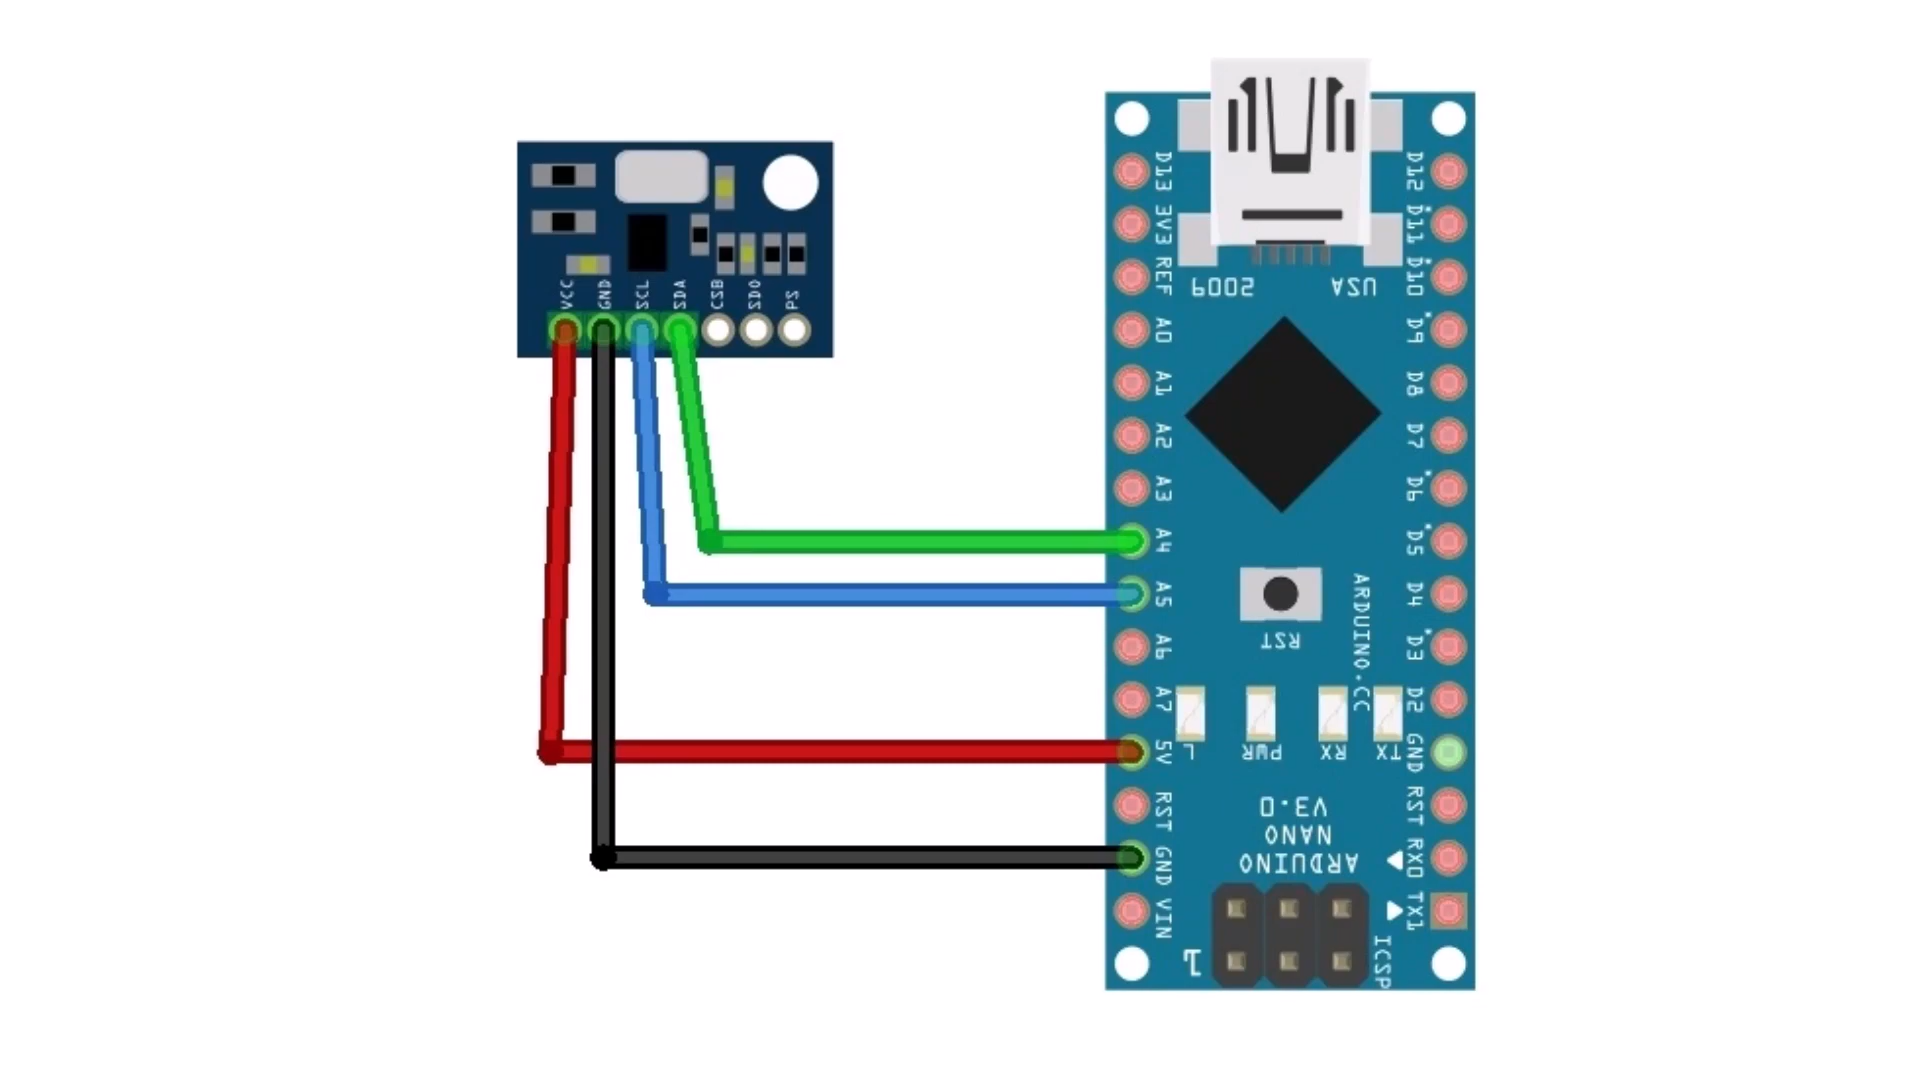 VCC
GND
SCL
SDA
CSB
SDO
PS
D13
3V3
REF
A0
A1
A2
A3
A4
A5
A6
A7
5V
RST
GND
VIN
2009
USA
RST
ARDUINO.CC
L
PWR
RX
TX
ARDUINO
NANO
V3.0
1
ICSP
D12
D11
D10
D9
D8
D7
D6
D5
D4
D3
D2
GND
RST
RX0
TX1